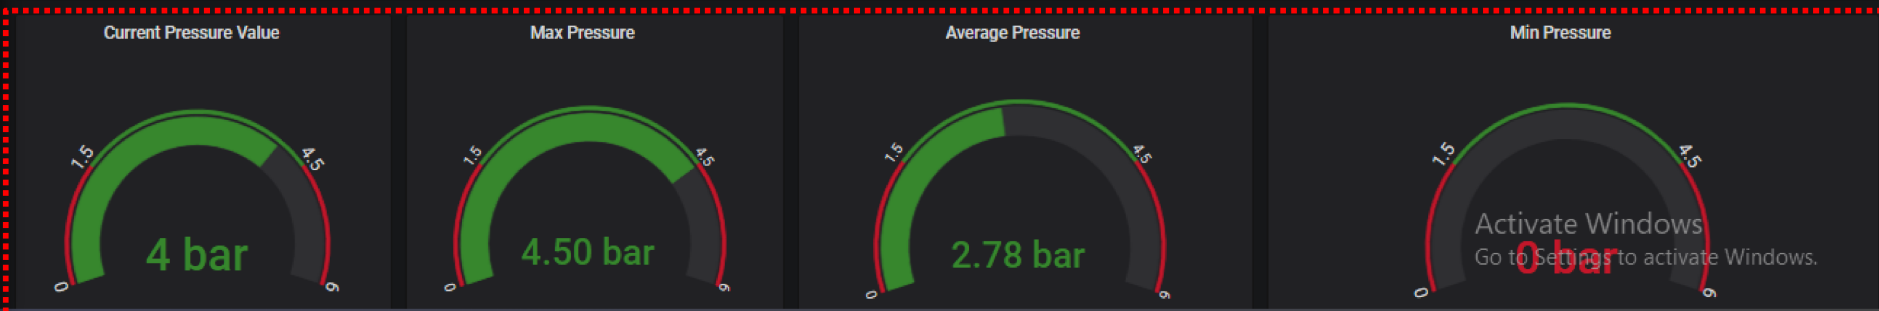 Current Pressure Value
1.5
4.5
4 bar
0
6
Max Pressure
1.5
4.5
4.50 bar
0
6
Average Pressure
1.5
4.5
2.78 bar
0
6
Min Pressure
1.5
4.5
0 bar
0
6
Activate Windows
Go to Settings to activate Windows.